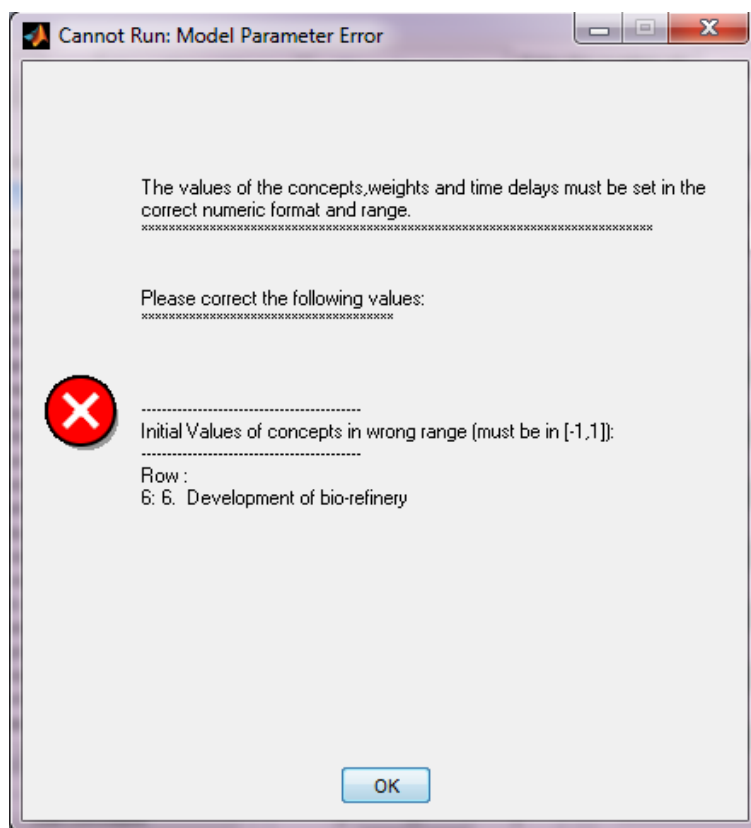 Cannot Run: Model Parameter Error
The values of the concepts,weights and time delays must be set in the
correct numeric format and range.
xxxxxxxxxxxxxxxxxxxxxxxxxxxxxxxxxxxxxxxxxxxxxxxxxxxxxxxxxxxxxxxxxxxxxxxxxxx
Please correct the following values:
xxxxxxxxxxxxxxxxxxxxxxxxxxxxxxxxxxxxx
-------------------------------------------
Initial Values of concepts in wrong range (must be in [-1,1]):
-------------------------------------------
Row :
6: 6.  Development of bio-refinery
OK